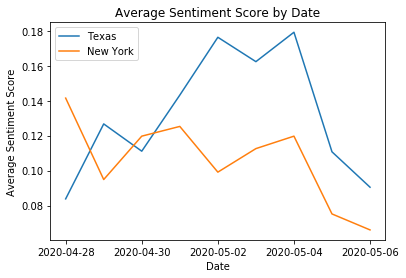 Average Sentiment Score by Date
Texas
New York
Average Sentiment Score
0.18
0.16
0.14
0.12
0.10
0.08
2020-04-28 2020-04-30 2020-05-02 2020-05-04 2020-05-06
Date